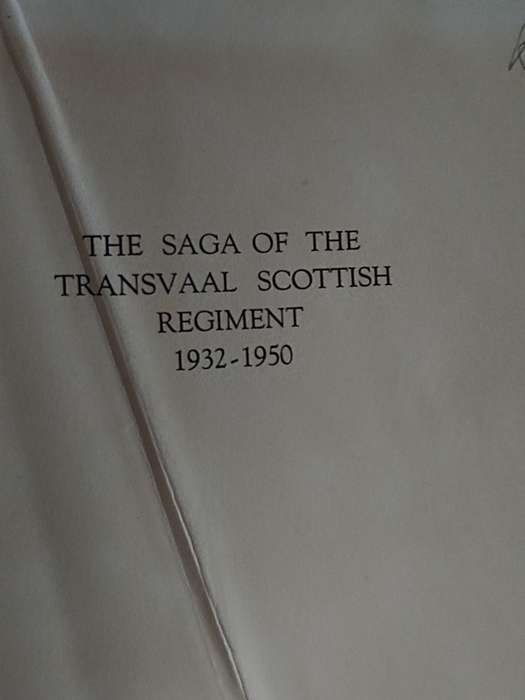 THE SAGA OF THE
TRANSVAAL SCOTTISH
REGIMENT
1932-1950